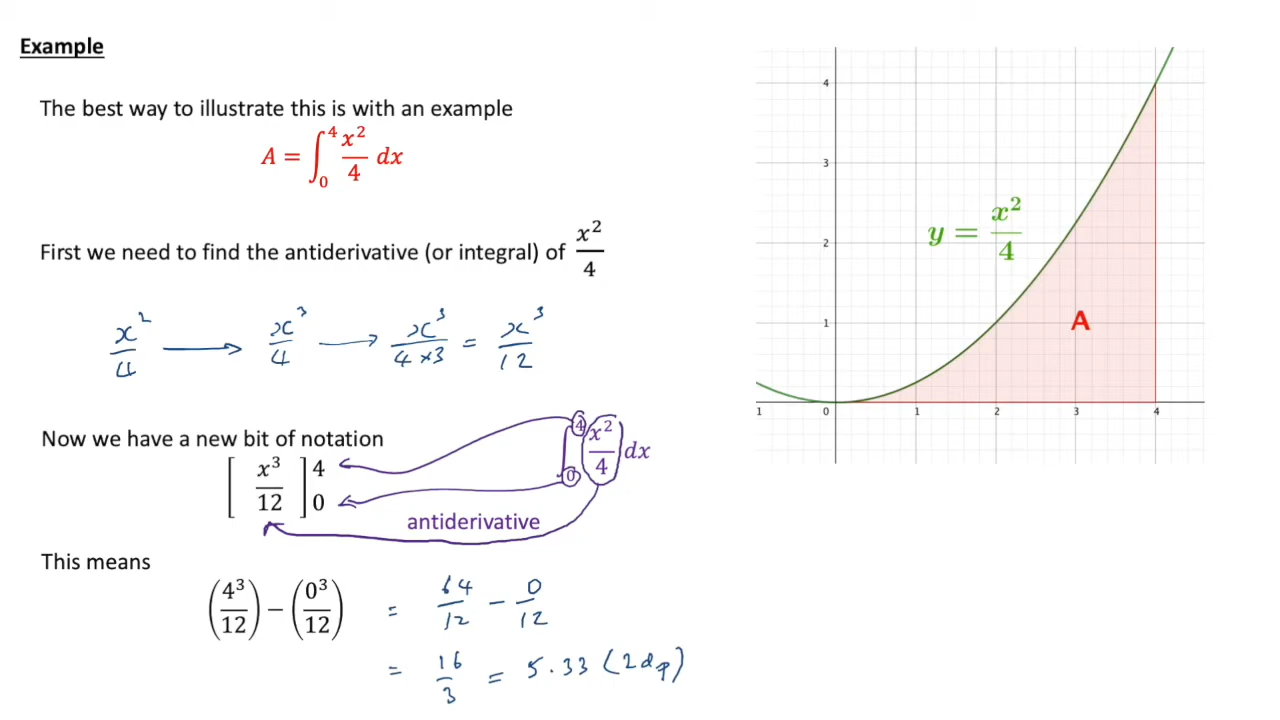 Example
The best way to illustrate this is with an example
A = ∫₀⁴ x²/4 dx
First we need to find the antiderivative (or integral) of x²/4
x²/4 ⟶ x³/4 ⟶ x³/(4×3) = x³/12
Now we have a new bit of notation
∫₀⁴ x²/4 dx
[ x³/12 ] 4 0
antiderivative
This means
(4³/12) − (0³/12) = 64/12 − 0/12
= 16/3 = 5.33 (2dp)
4
3
y = x²/4
2
1
A
1 0 1 2 3 4